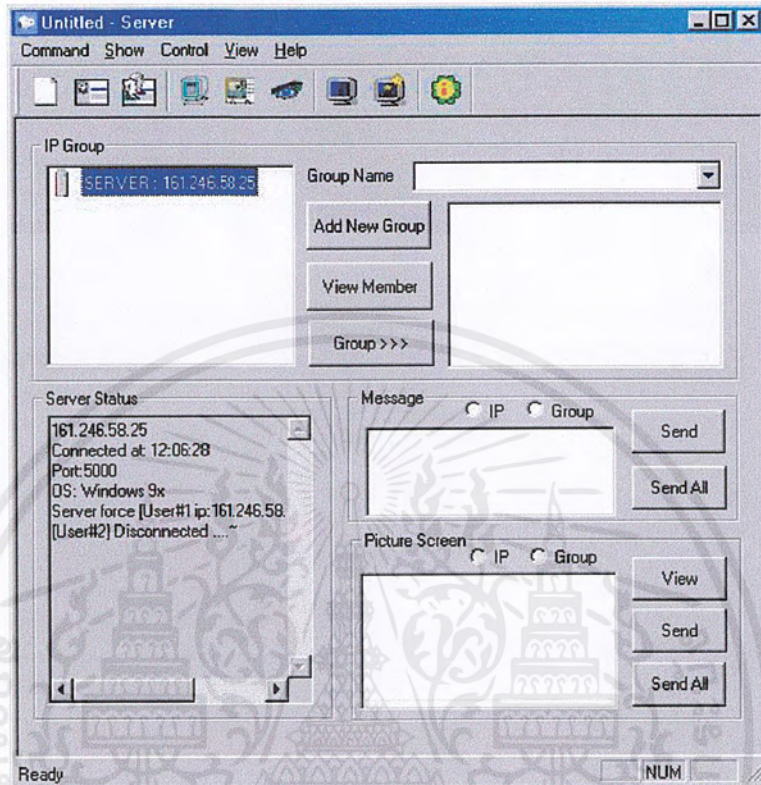 Untitled - Server
Command Show Control View Help
IP Group
SERVER : 161.246.58.25
Group Name
Add New Group
View Member
Group >>>
Server Status
161.246.58.25
Connected at: 12:06:28
Port:5000
OS: Windows 9x
Server force [User#1 ip:161.246.58.
[User#2] Disconnected ....~
Message
IP Group
Send
Send All
Picture Screen
IP Group
View
Send
Send All
Ready
NUM